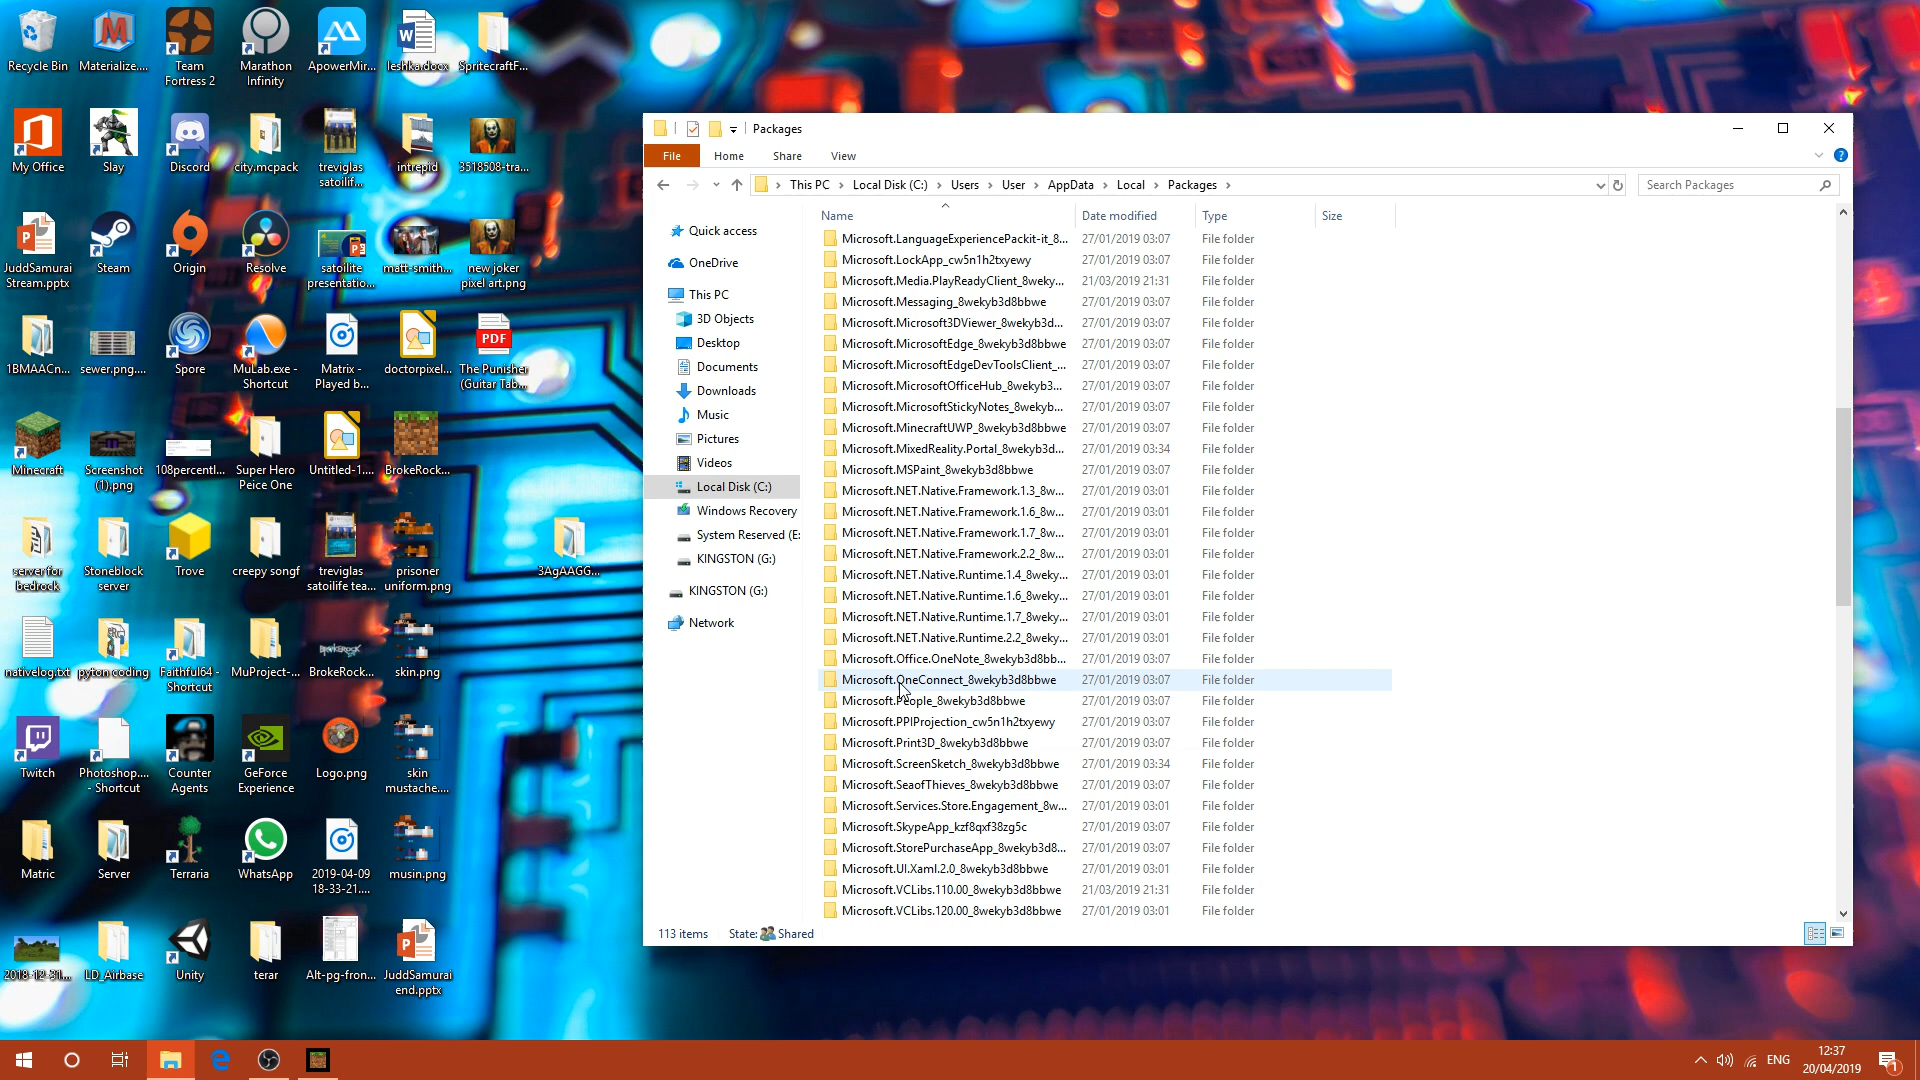 Recycle Bin
Materialize....
Team
Fortress 2
Marathon
Infinity
ApowerMir...
leshka.docx
SpritecraftF...
My Office
Slay
Discord
city.mcpack
treviglas
satoilif...
intrepid
3518508-tra...
JuddSamurai
Stream.pptx
Steam
Origin
Resolve
satoilite
presentatio...
matt-smith...
new joker
pixel art.png
1BMAACn...
sewer.png....
Spore
MuLab.exe -
Shortcut
Matrix -
Played b...
doctorpixel...
PDF
The Punisher
(Guitar Tab...
Minecraft
Screenshot
(1).png
108percentl...
Super Hero
Peice One
Untitled-1....
BrokeRock...
server for
bedrock
Stoneblock
server
Trove
creepy songf
treviglas
satoilife tea...
prisoner
uniform.png
3AgAAGG...
nativelog.txt
pyton coding
Faithful64 -
Shortcut
MuProject-...
BrokeRock...
skin.png
Twitch
Photoshop....
- Shortcut
Counter
Agents
GeForce
Experience
Logo.png
skin
mustache....
Matric
Server
Terraria
WhatsApp
2019-04-09
18-33-21....
musin.png
2018-12-31...
LD_Airbase
Unity
terar
Alt-pg-fron...
JuddSamurai
end.pptx
Packages
File Home Share View
This PC › Local Disk (C:) › Users › User › AppData › Local › Packages ›
Search Packages
Quick access
OneDrive
This PC
3D Objects
Desktop
Documents
Downloads
Music
Pictures
Videos
Local Disk (C:)
Windows Recovery
System Reserved (E:
KINGSTON (G:)
KINGSTON (G:)
Network
Name Date modified Type Size
Microsoft.LanguageExperiencePackit-it_8... 27/01/2019 03:07 File folder
Microsoft.LockApp_cw5n1h2txyewy 27/01/2019 03:07 File folder
Microsoft.Media.PlayReadyClient_8weky... 21/03/2019 21:31 File folder
Microsoft.Messaging_8wekyb3d8bbwe 27/01/2019 03:07 File folder
Microsoft.Microsoft3DViewer_8wekyb3d... 27/01/2019 03:07 File folder
Microsoft.MicrosoftEdge_8wekyb3d8bbwe 27/01/2019 03:07 File folder
Microsoft.MicrosoftEdgeDevToolsClient_... 27/01/2019 03:07 File folder
Microsoft.MicrosoftOfficeHub_8wekyb3... 27/01/2019 03:07 File folder
Microsoft.MicrosoftStickyNotes_8wekyb... 27/01/2019 03:07 File folder
Microsoft.MinecraftUWP_8wekyb3d8bbwe 27/01/2019 03:07 File folder
Microsoft.MixedReality.Portal_8wekyb3d... 27/01/2019 03:34 File folder
Microsoft.MSPaint_8wekyb3d8bbwe 27/01/2019 03:07 File folder
Microsoft.NET.Native.Framework.1.3_8w... 27/01/2019 03:01 File folder
Microsoft.NET.Native.Framework.1.6_8w... 27/01/2019 03:01 File folder
Microsoft.NET.Native.Framework.1.7_8w... 27/01/2019 03:01 File folder
Microsoft.NET.Native.Framework.2.2_8w... 27/01/2019 03:01 File folder
Microsoft.NET.Native.Runtime.1.4_8weky... 27/01/2019 03:01 File folder
Microsoft.NET.Native.Runtime.1.6_8weky... 27/01/2019 03:01 File folder
Microsoft.NET.Native.Runtime.1.7_8weky... 27/01/2019 03:01 File folder
Microsoft.NET.Native.Runtime.2.2_8weky... 27/01/2019 03:01 File folder
Microsoft.Office.OneNote_8wekyb3d8bb... 27/01/2019 03:07 File folder
Microsoft.OneConnect_8wekyb3d8bbwe 27/01/2019 03:07 File folder
Microsoft.People_8wekyb3d8bbwe 27/01/2019 03:07 File folder
Microsoft.PPIProjection_cw5n1h2txyewy 27/01/2019 03:07 File folder
Microsoft.Print3D_8wekyb3d8bbwe 27/01/2019 03:07 File folder
Microsoft.ScreenSketch_8wekyb3d8bbwe 27/01/2019 03:34 File folder
Microsoft.SeaofThieves_8wekyb3d8bbwe 27/01/2019 03:07 File folder
Microsoft.Services.Store.Engagement_8w... 27/01/2019 03:01 File folder
Microsoft.SkypeApp_kzf8qxf38zg5c 27/01/2019 03:07 File folder
Microsoft.StorePurchaseApp_8wekyb3d8... 27/01/2019 03:07 File folder
Microsoft.UI.Xaml.2.0_8wekyb3d8bbwe 27/01/2019 03:01 File folder
Microsoft.VCLibs.110.00_8wekyb3d8bbwe 21/03/2019 21:31 File folder
Microsoft.VCLibs.120.00_8wekyb3d8bbwe 27/01/2019 03:01 File folder
113 items State: Shared
ENG
12:37
20/04/2019
1